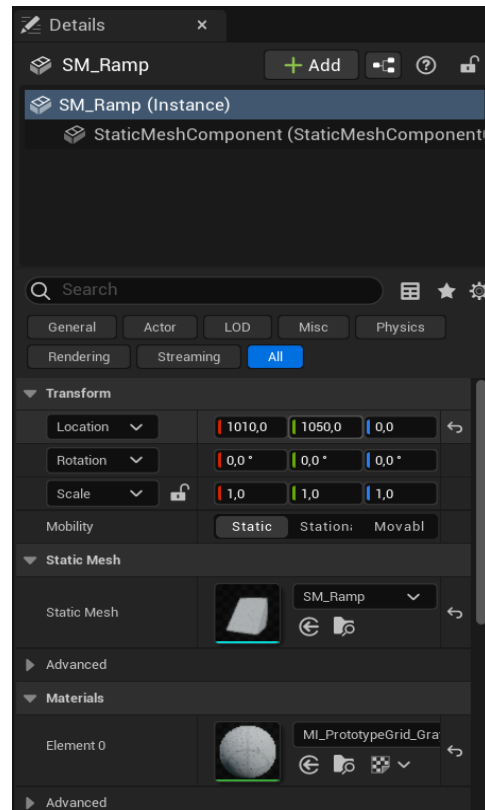 Details
SM_Ramp
Add
SM_Ramp (Instance)
StaticMeshComponent (StaticMeshComponent
Search
General Actor LOD Misc Physics
Rendering Streaming All
Transform
Location 1010,0 1050,0 0,0
Rotation 0,0 ° 0,0 ° 0,0 °
Scale 1,0 1,0 1,0
Mobility Static Station Movabl
Static Mesh
Static Mesh SM_Ramp
Advanced
Materials
Element 0 MI_PrototypeGrid_Gra
Advanced